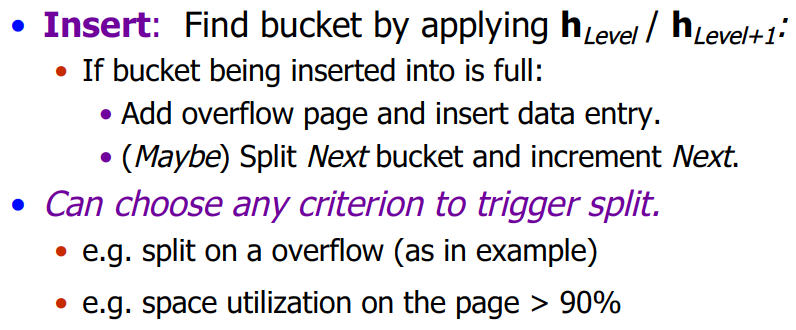 • Insert: Find bucket by applying hLevel / hLevel+1:
• If bucket being inserted into is full:
• Add overflow page and insert data entry.
• (Maybe) Split Next bucket and increment Next.
• Can choose any criterion to trigger split.
• e.g. split on a overflow (as in example)
• e.g. space utilization on the page > 90%